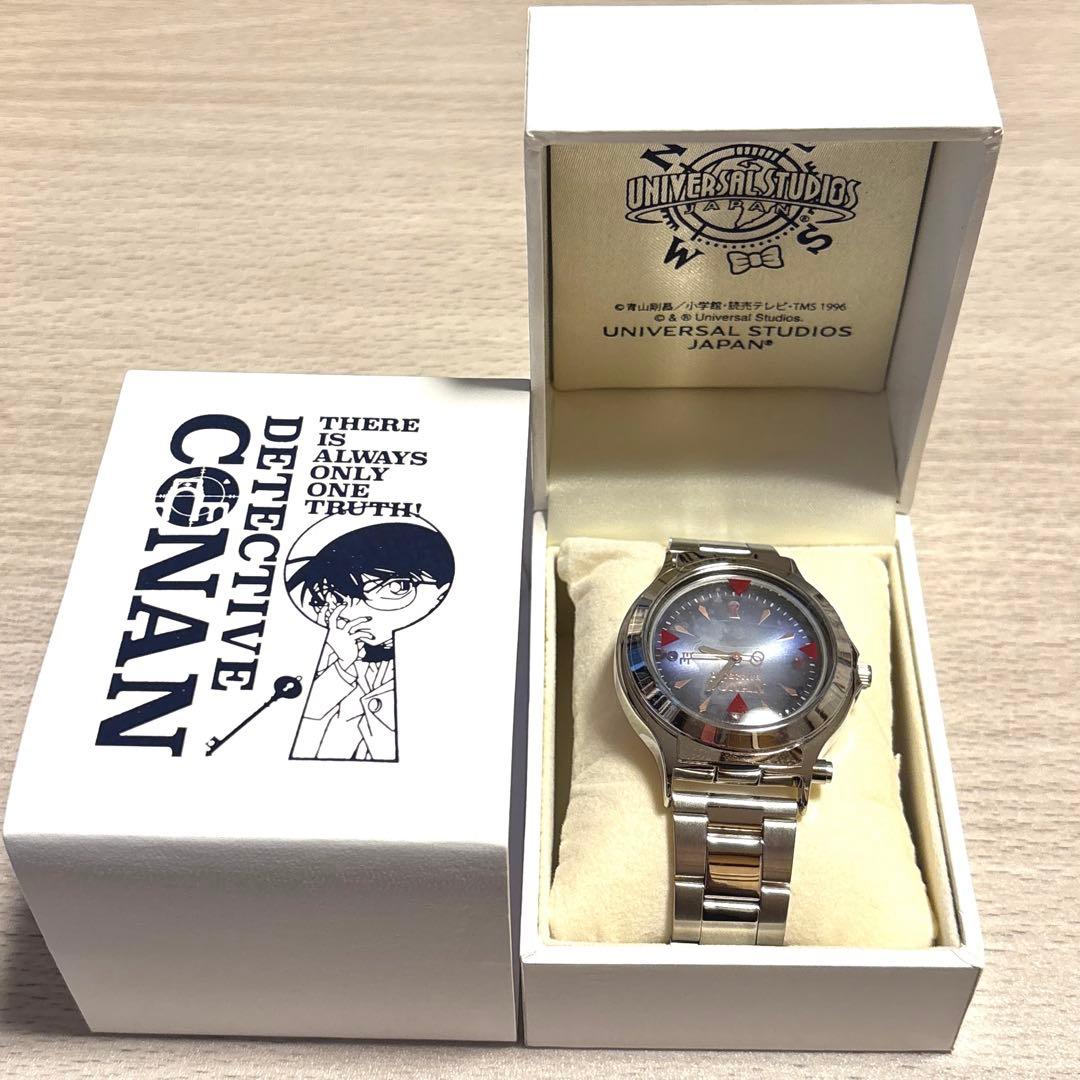 THERE
IS
ALWAYS
ONLY
ONE
TRUTH!
DETECTIVE
CONAN
N
UNIVERSAL STUDIOS
JAPAN®
W
S
©青山剛昌/小学館・読売テレビ・TMS 1996
© & ® Universal Studios.
UNIVERSAL STUDIOS
JAPAN®